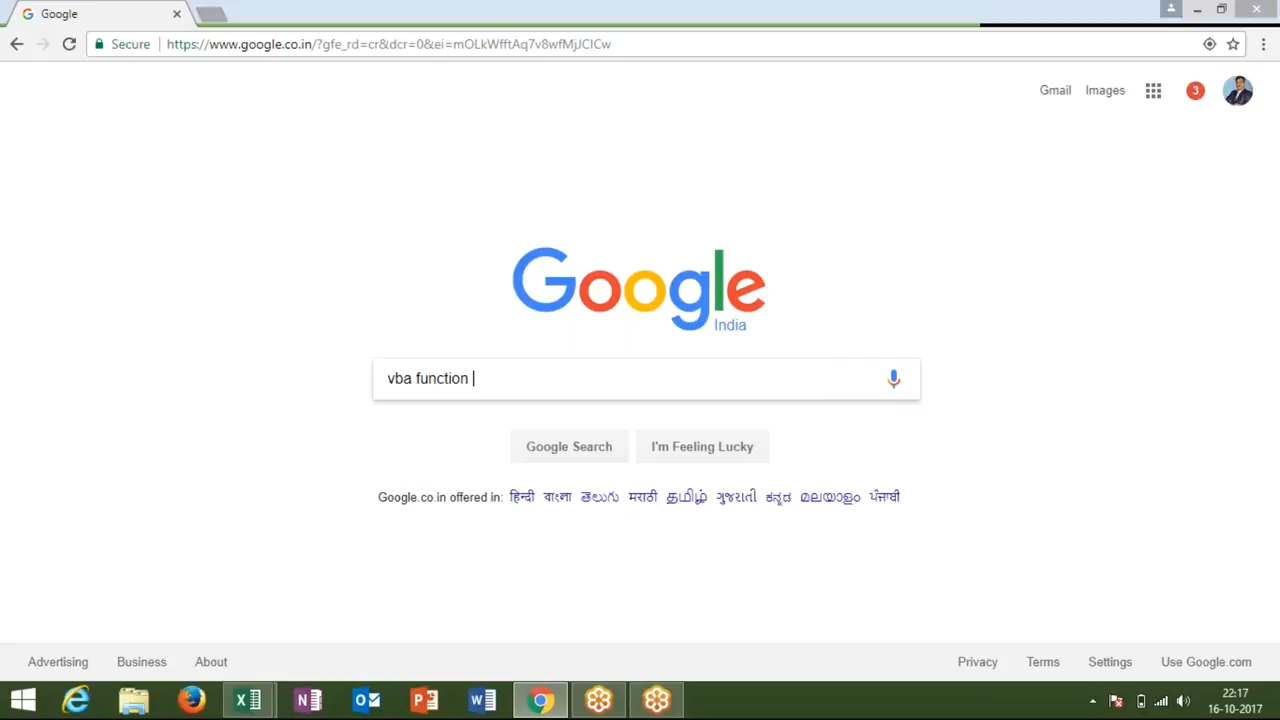 Google
Secure https://www.google.co.in/?gfe_rd=cr&dcr=0&ei=mOLkWfftAq7v8wfMjJCICw
Gmail Images 3
Google
India
vba function
Google Search I'm Feeling Lucky
Google.co.in offered in: हिन्दी বাংলা తెలుగు मराठी தமிழ் ગુજરાતી ಕನ್ನಡ മലയാളം ਪੰਜਾਬੀ
Advertising Business About Privacy Terms Settings Use Google.com
22:17
16-10-2017